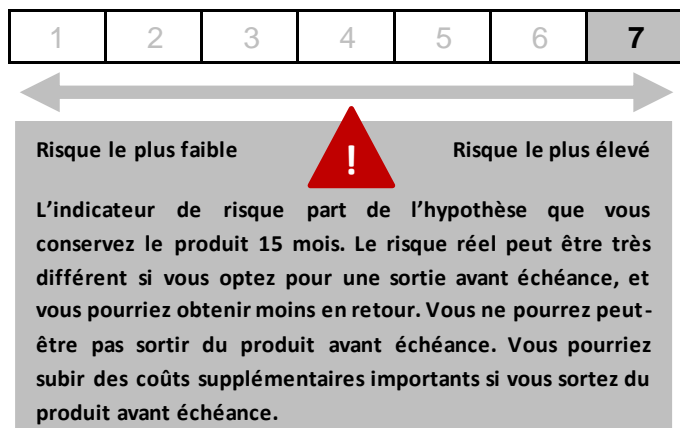 1 2 3 4 5 6 7
!
Risque le plus faible Risque le plus élevé
L'indicateur de risque part de l'hypothèse que vous
conservez le produit 15 mois. Le risque réel peut être très
différent si vous optez pour une sortie avant échéance, et
vous pourriez obtenir moins en retour. Vous ne pourrez peut-
être pas sortir du produit avant échéance. Vous pourriez
subir des coûts supplémentaires importants si vous sortez du
produit avant échéance.